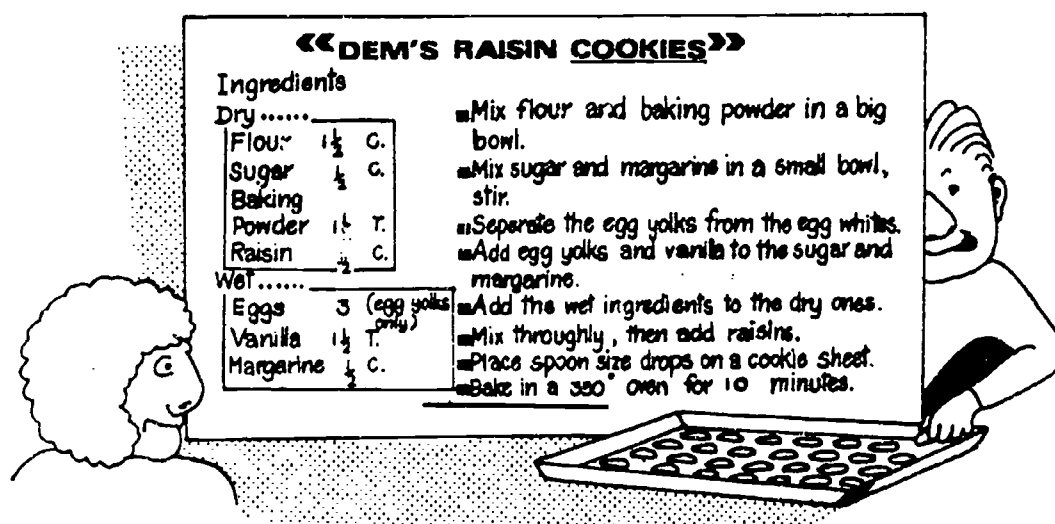 ««DEM'S RAISIN COOKIES»»
Ingredients
Dry......
Flour 1½ C.
Sugar ½ C.
Baking
Powder T.
Raisin ½ C.
Wet......
Eggs 3 (egg yolks
only)
Vanilla 1½ T.
Margarine ½ C.
Mix flour and baking powder in a big
bowl.
Mix sugar and margarine in a small bowl,
stir.
Seperate the egg yolks from the egg whites.
Add egg yolks and vanilla to the sugar and
margarine.
Add the wet ingredients to the dry ones.
Mix throughly, then add raisins.
Place spoon size drops on a cookie sheet.
Bake in a 350° oven for 10 minutes.